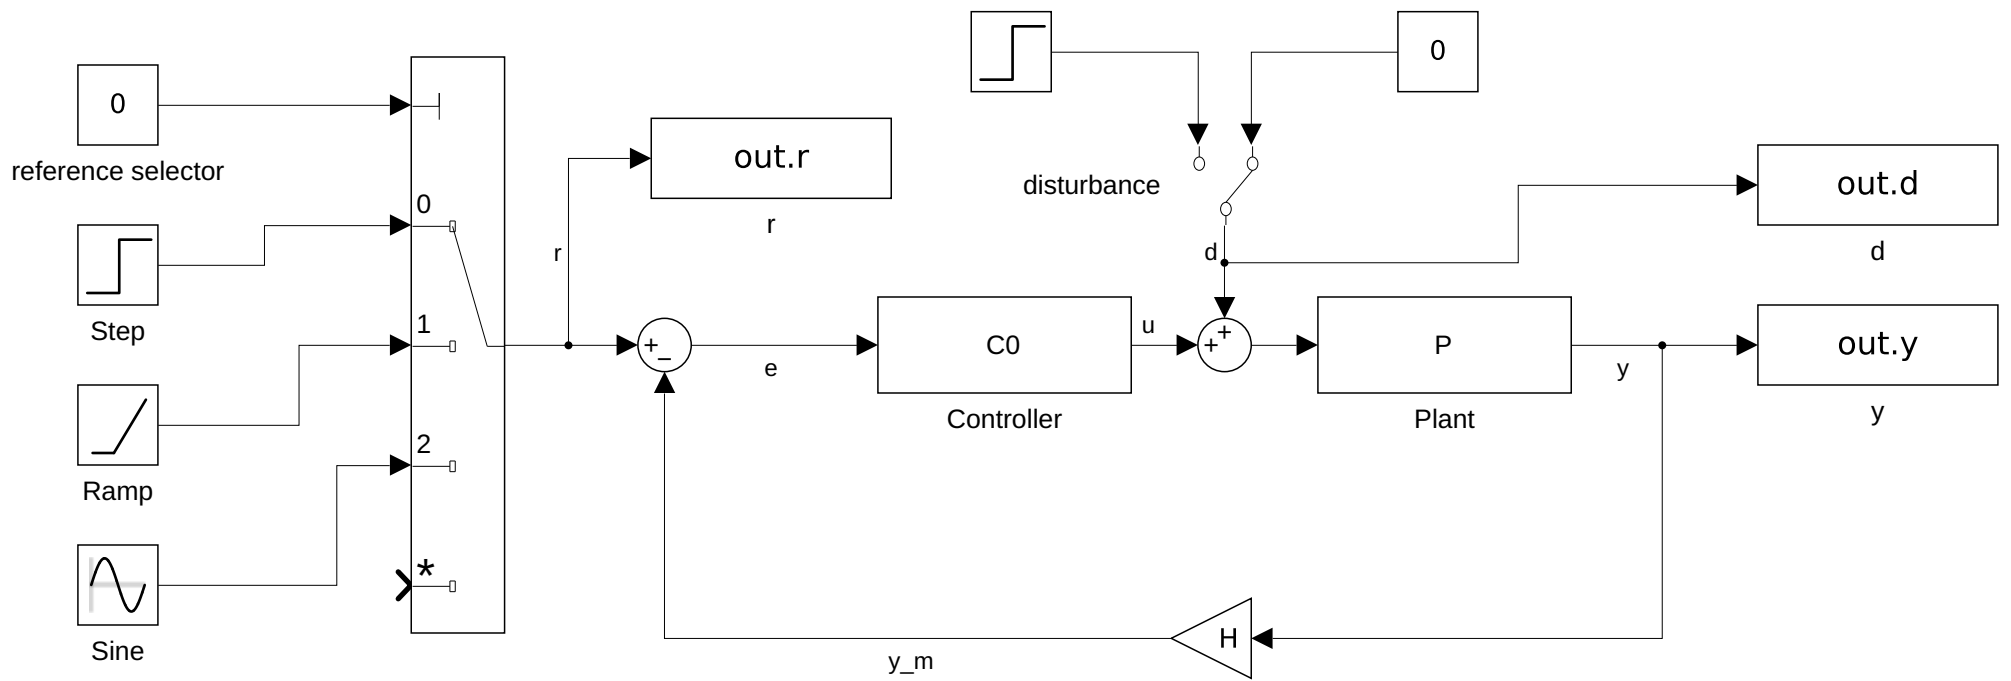 0
reference selector
Step
Ramp
Sine
0
1
2
*
r
out.r
r
+
−
e
C0
Controller
u
0
disturbance
d
+
+
P
Plant
y
out.d
d
out.y
y
H
y_m